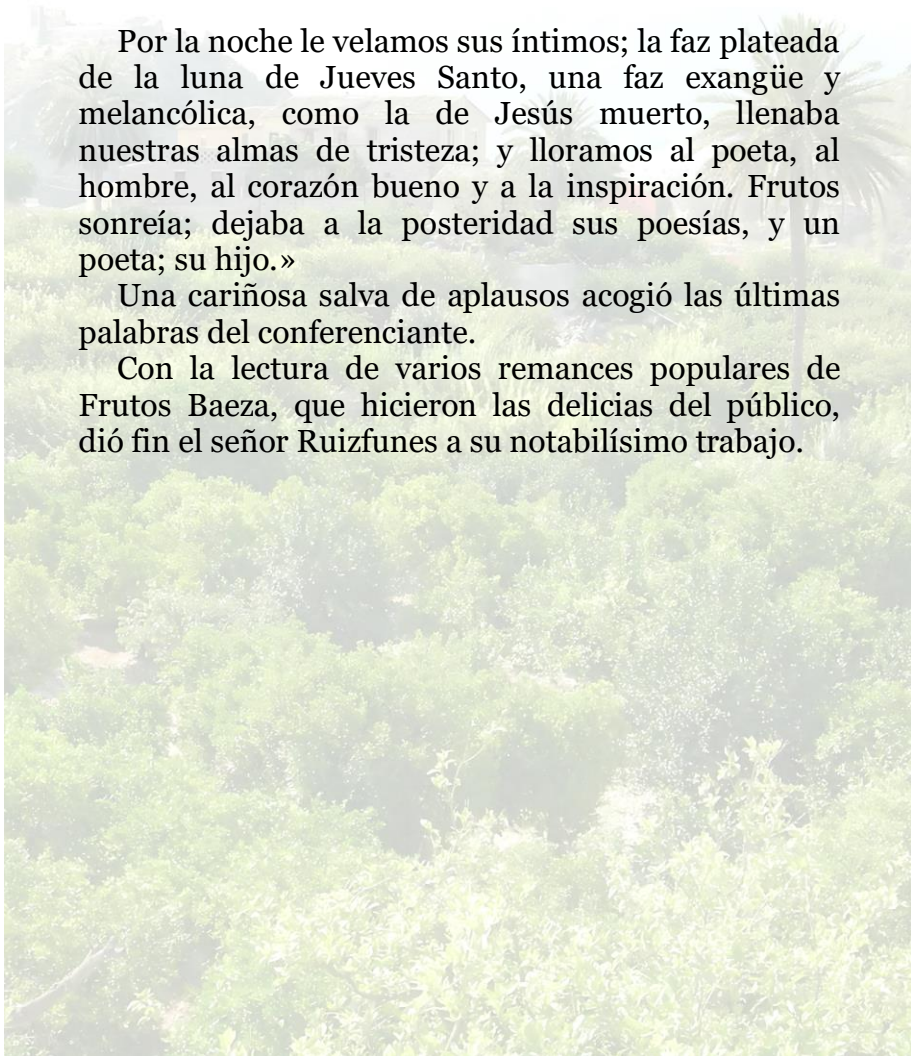 Por la noche le velamos sus íntimos; la faz plateada
de la luna de Jueves Santo, una faz exangüe y
melancólica, como la de Jesús muerto, llenaba
nuestras almas de tristeza; y lloramos al poeta, al
hombre, al corazón bueno y a la inspiración. Frutos
sonreía; dejaba a la posteridad sus poesías, y un
poeta; su hijo.»
Una cariñosa salva de aplausos acogió las últimas
palabras del conferenciante.
Con la lectura de varios remances populares de
Frutos Baeza, que hicieron las delicias del público,
dió fin el señor Ruizfunes a su notabilísimo trabajo.